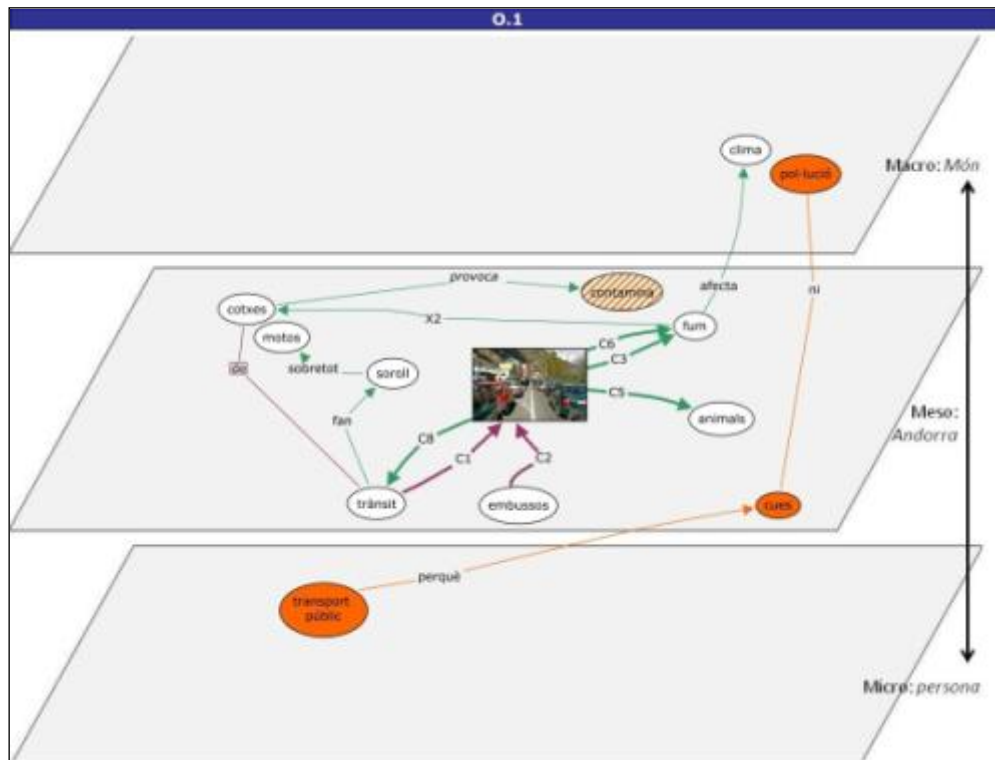 O.1
clima
pol·lució
Macro: Món
provoca
contamina
afecta
ni
cotxes
X2
fum
motos
C6
C3
sobretot
soroll
de
C5
animals
Meso:
Andorra
fan
C8
C1
C2
trànsit
embussos
cues
perquè
transport
públic
Micro: persona